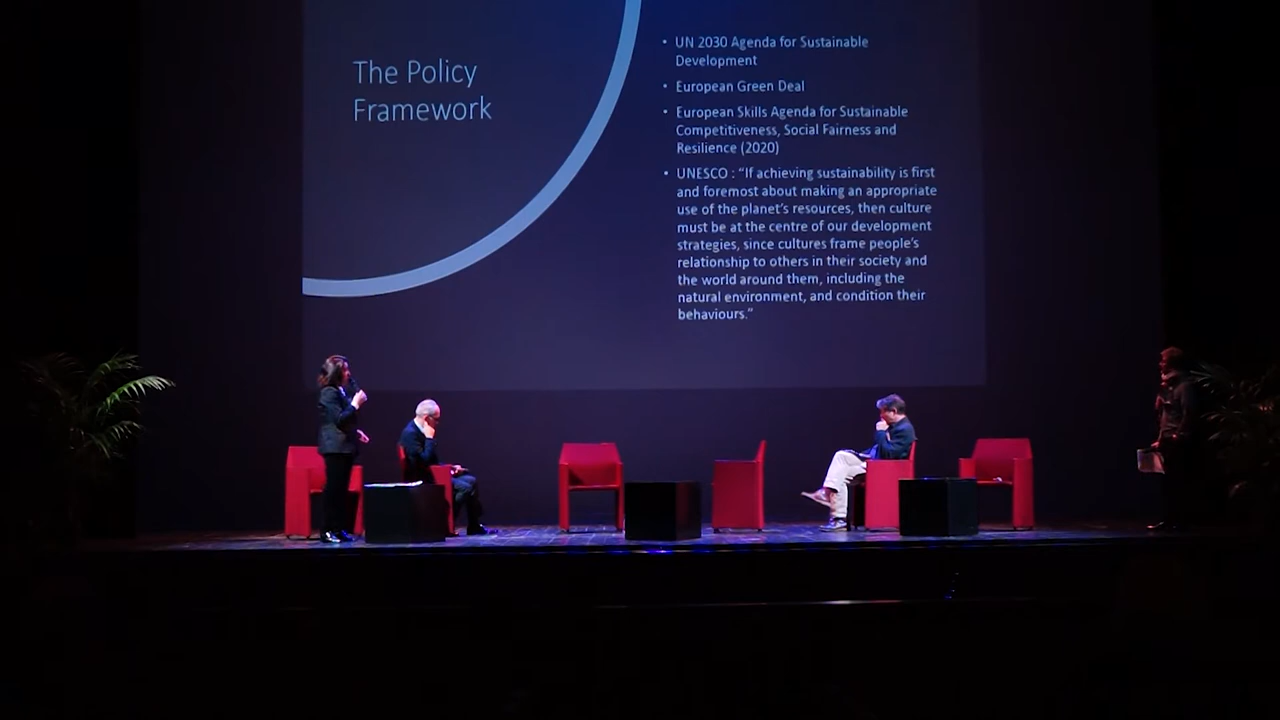 The Policy
Framework
• UN 2030 Agenda for Sustainable
Development
• European Green Deal
• European Skills Agenda for Sustainable
Competitiveness, Social Fairness and
Resilience (2020)
• UNESCO : “If achieving sustainability is first
and foremost about making an appropriate
use of the planet’s resources, then culture
must be at the centre of our development
strategies, since cultures frame people’s
relationship to others in their society and
the world around them, including the
natural environment, and condition their
behaviours.”